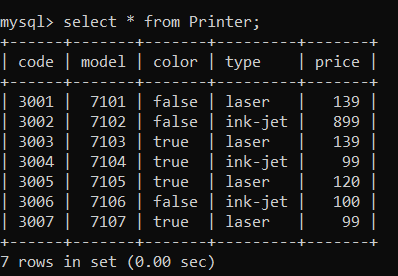 mysql> select * from Printer;
+------+-------+-------+---------+-------+
| code | model | color | type    | price |
+------+-------+-------+---------+-------+
| 3001 |  7101 | false | laser   |   139 |
| 3002 |  7102 | false | ink-jet |   899 |
| 3003 |  7103 | true  | laser   |   139 |
| 3004 |  7104 | true  | ink-jet |    99 |
| 3005 |  7105 | true  | laser   |   120 |
| 3006 |  7106 | false | ink-jet |   100 |
| 3007 |  7107 | true  | laser   |    99 |
+------+-------+-------+---------+-------+
7 rows in set (0.00 sec)